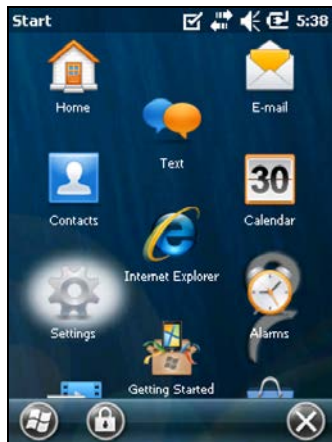 Start 5:38
Home
E-mail
Text
Contacts
30
Calendar
Internet Explorer
Settings
Alarms
Getting Started